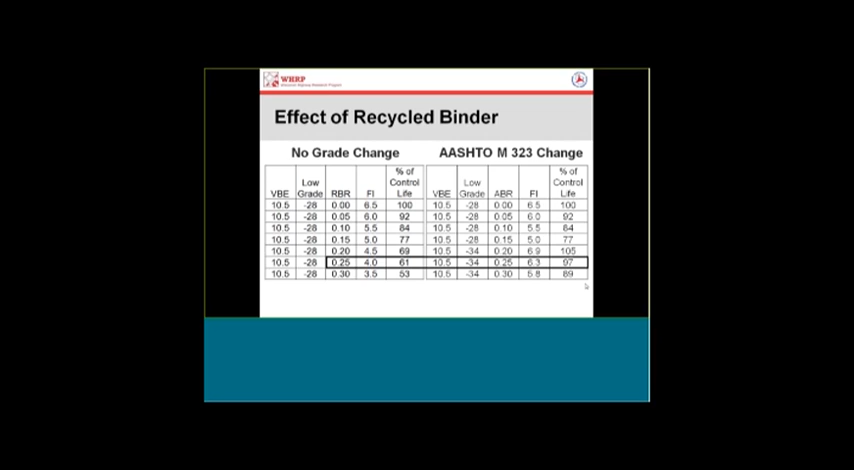 WHRP
Effect of Recycled Binder
No Grade Change AASHTO M 323 Change
VBE Low Grade RBR FI % of Control Life VBE Low Grade ABR FI % of Control Life
10.5 -28 0.00 6.5 100 10.5 -28 0.00 6.5 100
10.5 -28 0.05 6.0 92 10.5 -28 0.05 6.0 92
10.5 -28 0.10 5.5 84 10.5 -28 0.10 5.5 84
10.5 -28 0.15 5.0 77 10.5 -28 0.15 5.0 77
10.5 -28 0.20 4.5 69 10.5 -34 0.20 6.9 105
10.5 -28 0.25 4.0 61 10.5 -34 0.25 6.3 97
10.5 -28 0.30 3.5 53 10.5 -34 0.30 5.8 89